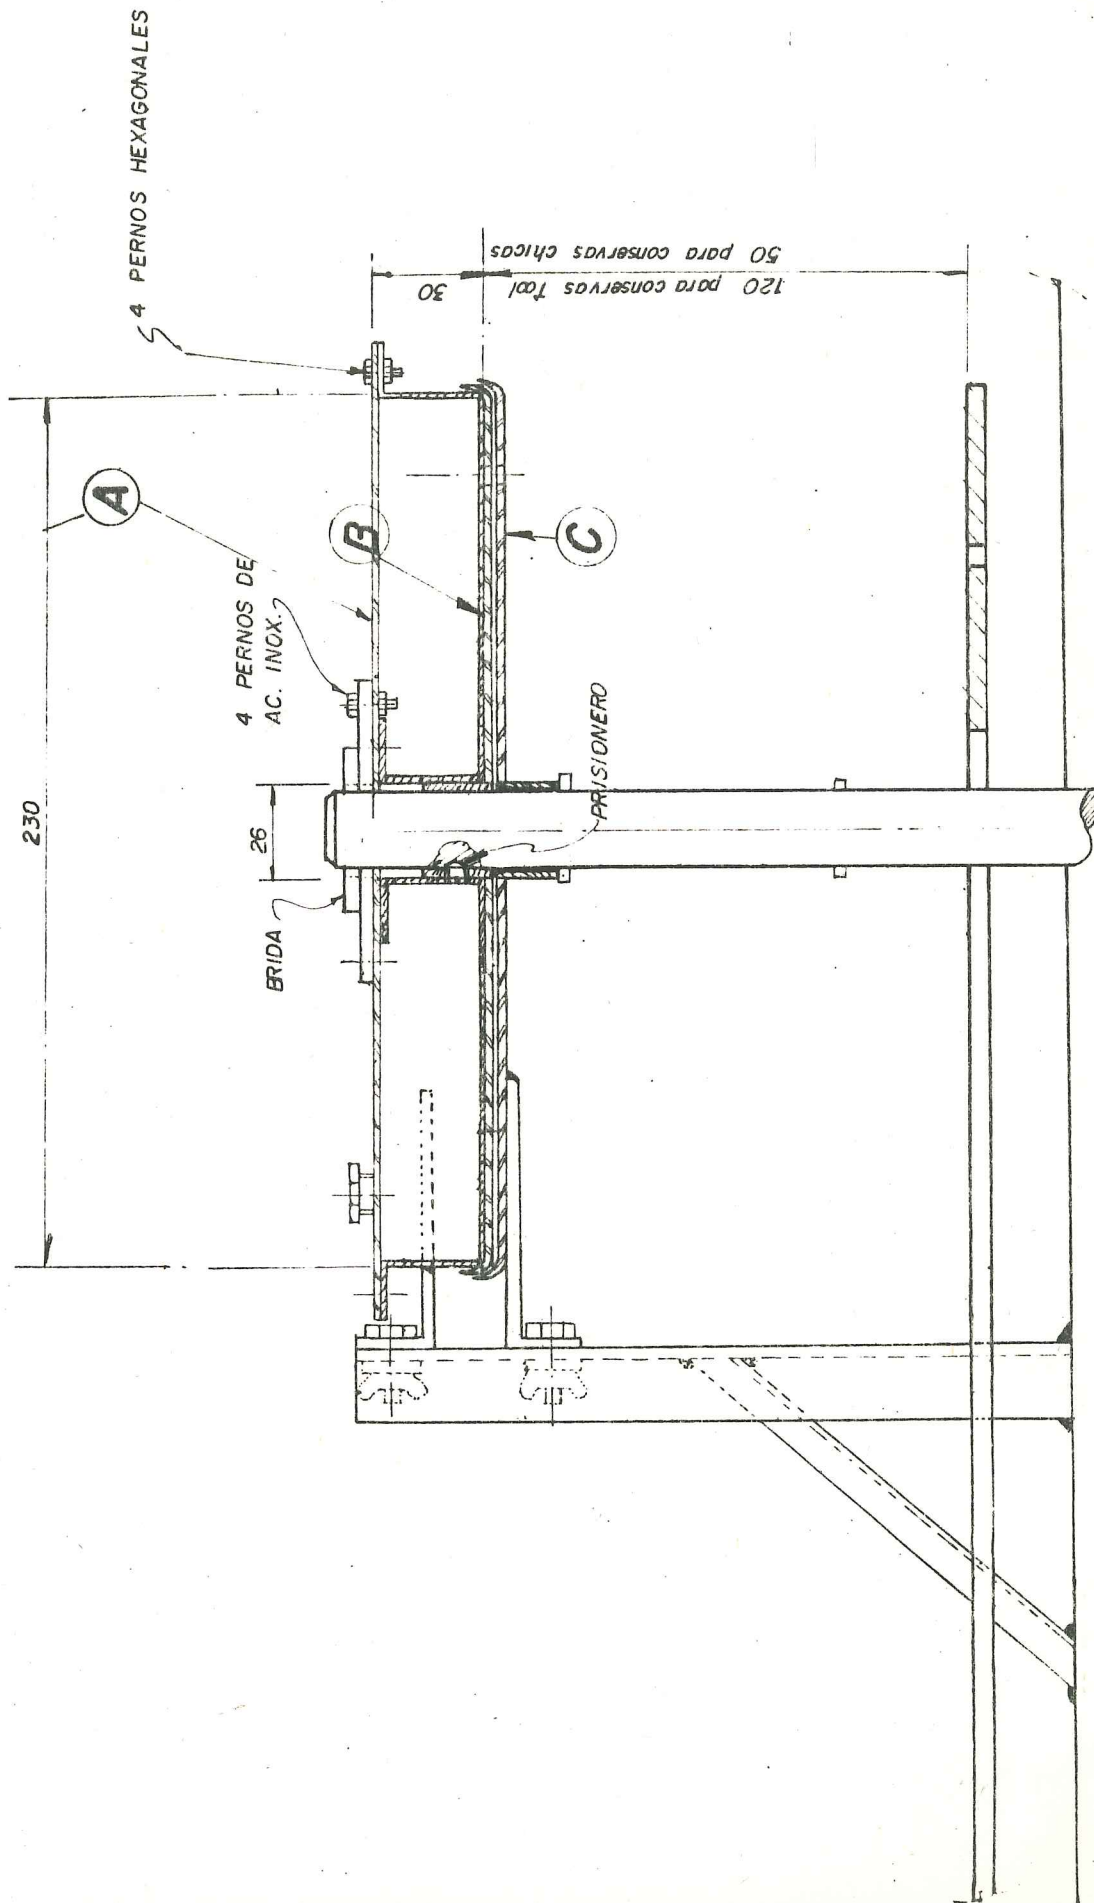 4 PERNOS HEXAGONALES
230
A
4 PERNOS DE
AC. INOX.
B
C
26
BRIDA
PRISIONERO
30
120 para conservas Tool
50 para conservas chicas